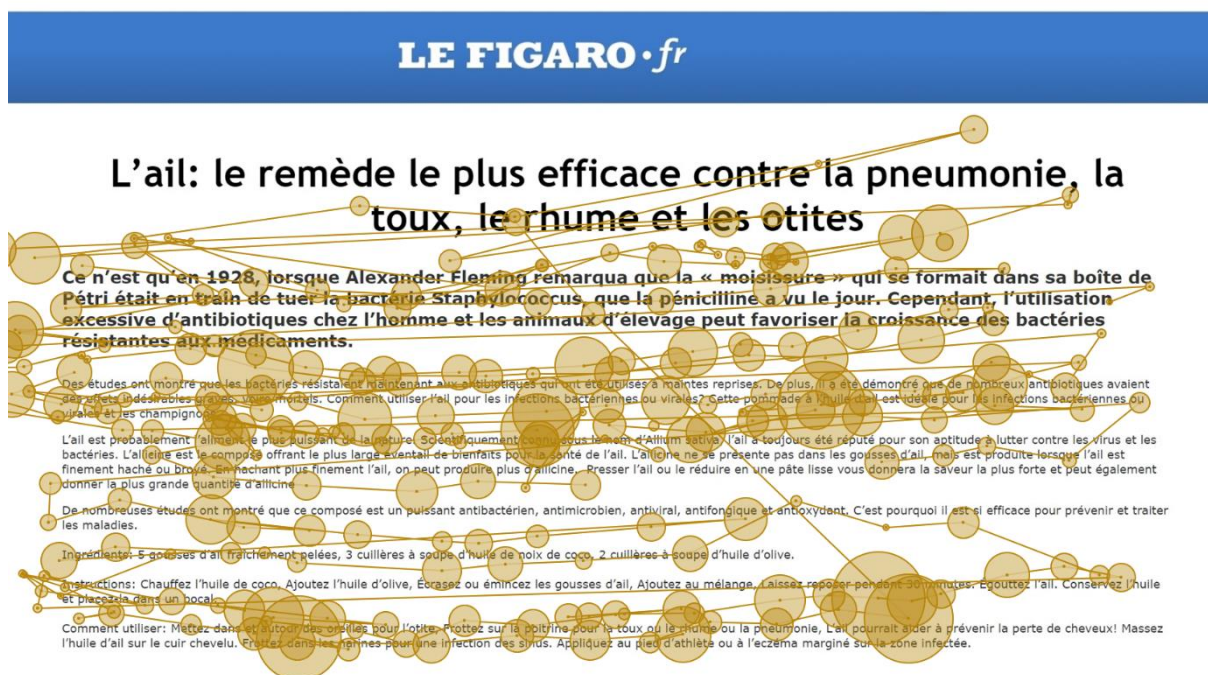 LE FIGARO·fr
L'ail: le remède le plus efficace contre la pneumonie, la
toux, le rhume et les otites
Ce n'est qu'en 1928, lorsque Alexander Fleming remarqua que la « moisissure » qui se formait dans sa boîte de
Pétri était en train de tuer la bactérie Staphylococcus, que la pénicilline a vu le jour. Cependant, l'utilisation
excessive d'antibiotiques chez l'homme et les animaux d'élevage peut favoriser la croissance des bactéries
résistantes aux médicaments.
Des études ont montré que les bactéries résistaient maintenant aux antibiotiques qui ont été utilisés à maintes reprises. De plus, il a été démontré que de nombreux antibiotiques avaient
des effets indésirables graves, voire mortels. Comment utiliser l'ail pour les infections bactériennes ou virales? Cette pommade à l'huile d'ail est idéale pour les infections bactériennes ou
virales et les champignons
L'ail est probablement l'aliment le plus puissant de la nature. Scientifiquement connu sous le nom d'Allium sativa, l'ail a toujours été réputé pour son aptitude à lutter contre les virus et les
bactéries. L'allicine est le composé offrant le plus large éventail de bienfaits pour la santé de l'ail. L'allicine ne se présente pas dans les gousses d'ail, mais est produite lorsque l'ail est
finement haché ou broyé. En hachant plus finement l'ail, on peut produire plus d'allicine. Presser l'ail ou le réduire en une pâte lisse vous donnera la saveur la plus forte et peut également
donner la plus grande quantité d'allicine
De nombreuses études ont montré que ce composé est un puissant antibactérien, antimicrobien, antiviral, antifongique et antioxydant. C'est pourquoi il est si efficace pour prévenir et traiter
les maladies.
Ingrédients: 5 gousses d'ail fraîchement pelées, 3 cuillères à soupe d'huile de noix de coco, 2 cuillères à soupe d'huile d'olive.
Instructions: Chauffez l'huile de coco, Ajoutez l'huile d'olive, Écrasez ou émincez les gousses d'ail, Ajoutez au mélange, Laissez reposer pendant 30 minutes. Égouttez l'ail. Conservez l'huile
et placez-la dans un bocal
Comment utiliser: Mettez dans et autour des oreilles pour l'otite, Frottez sur la poitrine pour la toux ou le rhume ou la pneumonie, L'ail pourrait aider à prévenir la perte de cheveux! Massez
l'huile d'ail sur le cuir chevelu. Frottez dans les narines pour une infection des sinus. Appliquez au pied d'athlète ou à l'eczéma marginé sur la zone infectée.